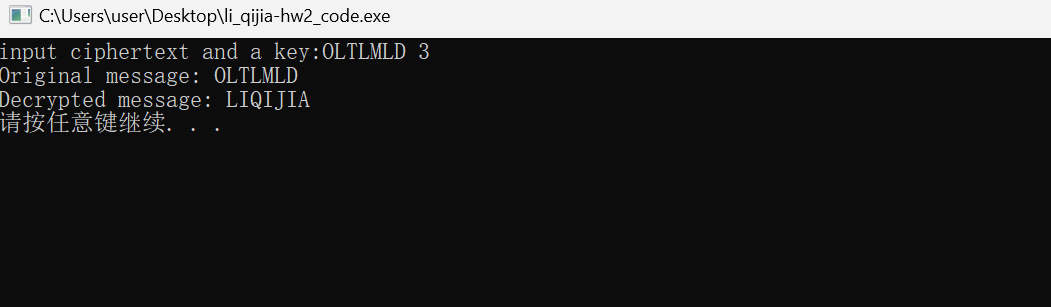 C:\Users\user\Desktop\li_qijia-hw2_code.exe
input ciphertext and a key:OLTLMLD 3
Original message: OLTLMLD
Decrypted message: LIQIJIA
请按任意键继续. . .